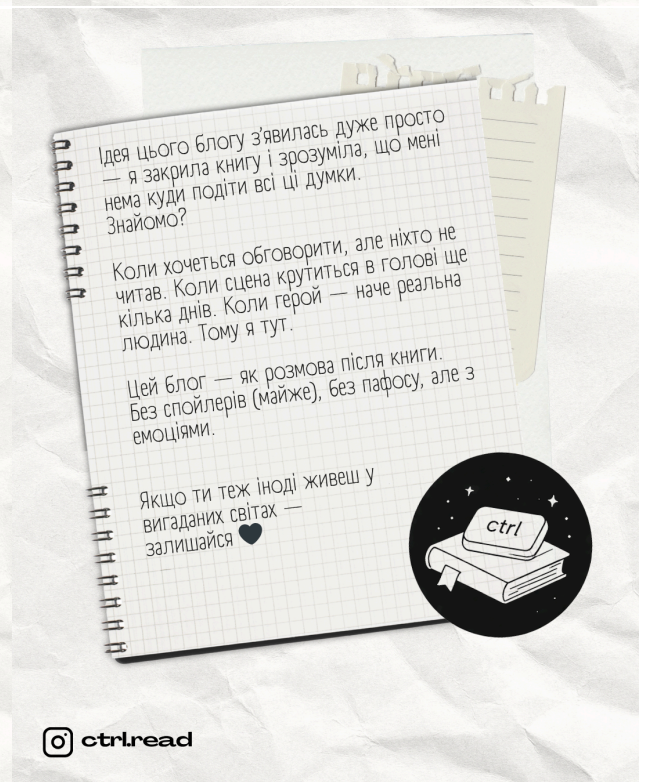 Ідея цього блогу з’явилась дуже просто
— я закрила книгу і зрозуміла, що мені
нема куди подіти всі ці думки.
Знайомо?
Коли хочеться обговорити, але ніхто не
читав. Коли сцена крутиться в голові ще
кілька днів. Коли герой — наче реальна
людина. Тому я тут.
Цей блог — як розмова після книги.
Без спойлерів (майже), без пафосу, але з
емоціями.
Якщо ти теж іноді живеш у
вигаданих світах —
залишайся 🖤
ctrl
ctrl.read